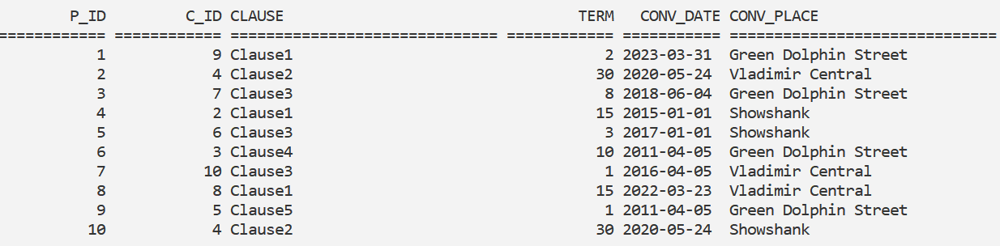 P_ID C_ID CLAUSE TERM CONV_DATE CONV_PLACE
============ ============ ============================== ============ =========== ==============================
1 9 Clause1 2 2023-03-31 Green Dolphin Street
2 4 Clause2 30 2020-05-24 Vladimir Central
3 7 Clause3 8 2018-06-04 Green Dolphin Street
4 2 Clause1 15 2015-01-01 Showshank
5 6 Clause3 3 2017-01-01 Showshank
6 3 Clause4 10 2011-04-05 Green Dolphin Street
7 10 Clause3 1 2016-04-05 Vladimir Central
8 8 Clause1 15 2022-03-23 Vladimir Central
9 5 Clause5 1 2011-04-05 Green Dolphin Street
10 4 Clause2 30 2020-05-24 Showshank